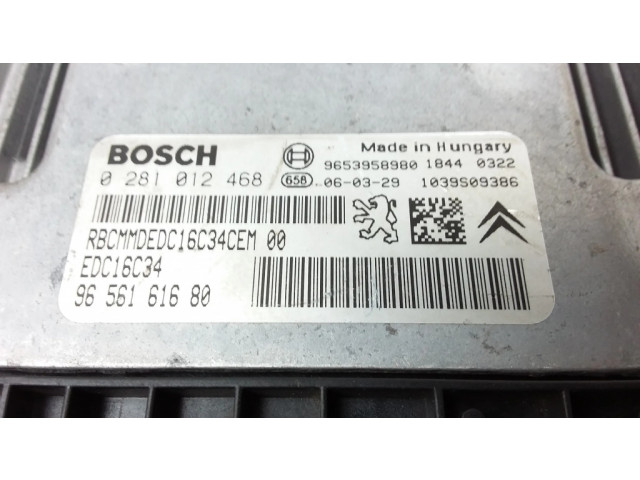 BOSCH
Made in Hungary
9653958980 1844 0322
0 281 012 468
658 06-03-29 1039S09386
RBCMMDEDC16C34CEM 00
EDC16C34
96 561 616 80